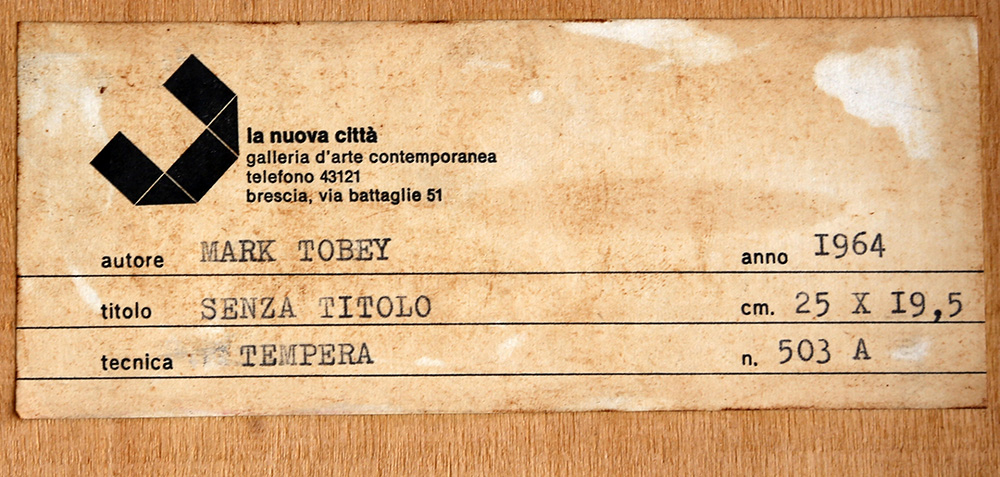 la nuova città
galleria d'arte contemporanea
telefono 43121
brescia, via battaglie 51
autore MARK TOBEY anno I964
titolo SENZA TITOLO cm. 25 X I9,5
tecnica TEMPERA n. 503 A